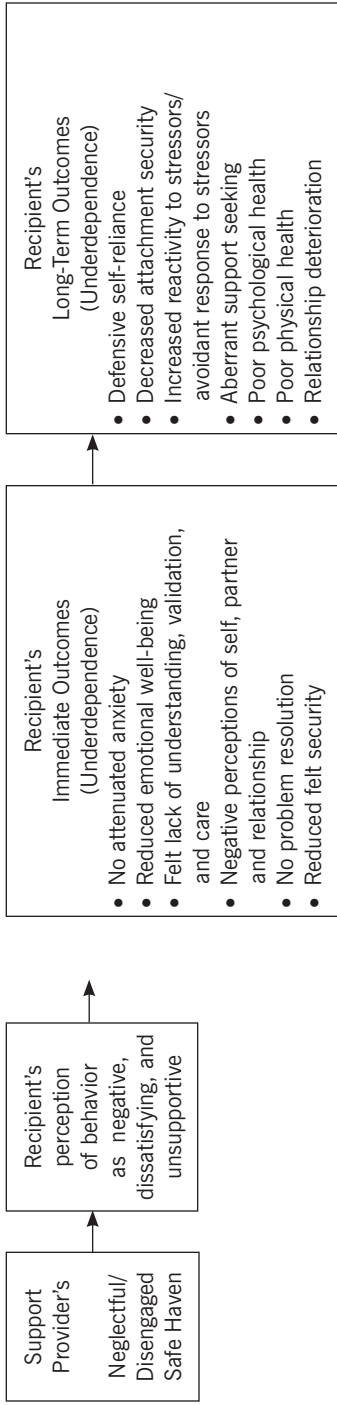 Support
Provider's
Neglectful/
Disengaged
Safe Haven
Recipient's
perception
of behavior
as negative,
dissatisfying, and
unsupportive
Recipient's
Immediate Outcomes
(Underdependence)
• No attenuated anxiety
• Reduced emotional well-being
• Felt lack of understanding, validation,
and care
• Negative perceptions of self, partner
and relationship
• No problem resolution
• Reduced felt security
Recipient's
Long-Term Outcomes
(Underdependence)
• Defensive self-reliance
• Decreased attachment security
• Increased reactivity to stressors/
avoidant response to stressors
• Aberrant support seeking
• Poor psychological health
• Poor physical health
• Relationship deterioration